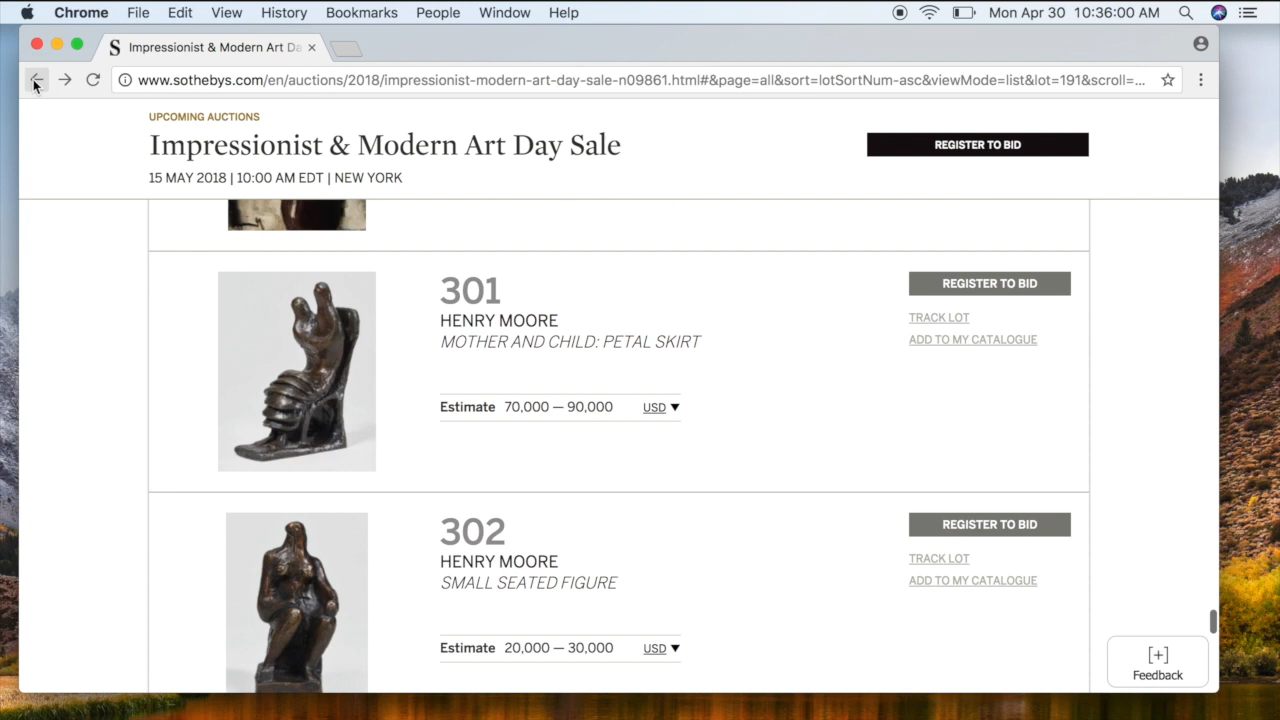 Chrome File Edit View History Bookmarks People Window Help Mon Apr 30 10:36:00 AM
S Impressionist & Modern Art Da
www.sothebys.com/en/auctions/2018/impressionist-modern-art-day-sale-n09861.html#&page=all&sort=lotSortNum-asc&viewMode=list&lot=191&scroll=...
UPCOMING AUCTIONS
Impressionist & Modern Art Day Sale
REGISTER TO BID
15 MAY 2018 | 10:00 AM EDT | NEW YORK
301
REGISTER TO BID
HENRY MOORE
TRACK LOT
MOTHER AND CHILD: PETAL SKIRT
ADD TO MY CATALOGUE
Estimate 70,000 — 90,000 USD ▼
302
REGISTER TO BID
HENRY MOORE
TRACK LOT
SMALL SEATED FIGURE
ADD TO MY CATALOGUE
Estimate 20,000 — 30,000 USD ▼
[+]
Feedback